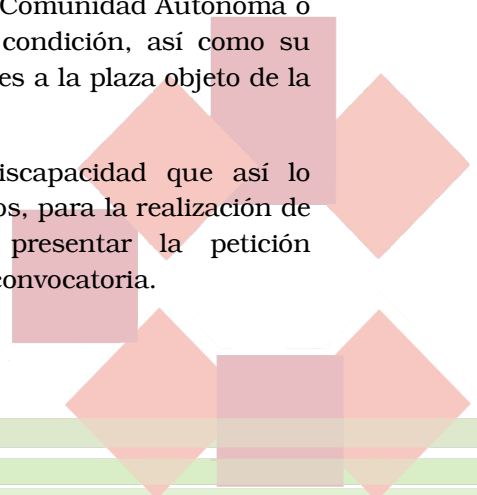 Comunidad Autónoma o
condición, así como su
es a la plaza objeto de la
iscapacidad que así lo
os, para la realización de
presentar la petición
convocatoria.